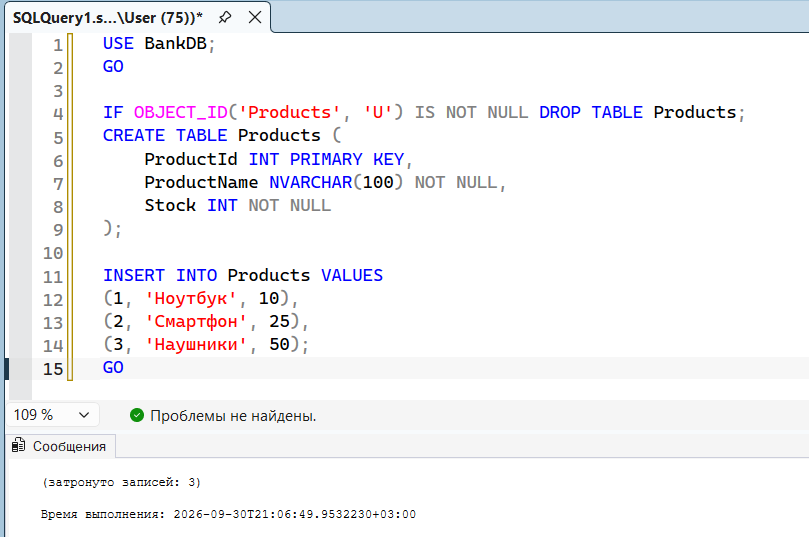 SQLQuery1.s...\User (75))*
1 USE BankDB;
2 GO
3
4 IF OBJECT_ID('Products', 'U') IS NOT NULL DROP TABLE Products;
5 CREATE TABLE Products (
6 ProductId INT PRIMARY KEY,
7 ProductName NVARCHAR(100) NOT NULL,
8 Stock INT NOT NULL
9 );
10
11 INSERT INTO Products VALUES
12 (1, 'Ноутбук', 10),
13 (2, 'Смартфон', 25),
14 (3, 'Наушники', 50);
15 GO
109 % Проблемы не найдены.
Сообщения
(затронуто записей: 3)
Время выполнения: 2026-09-30T21:06:49.9532230+03:00